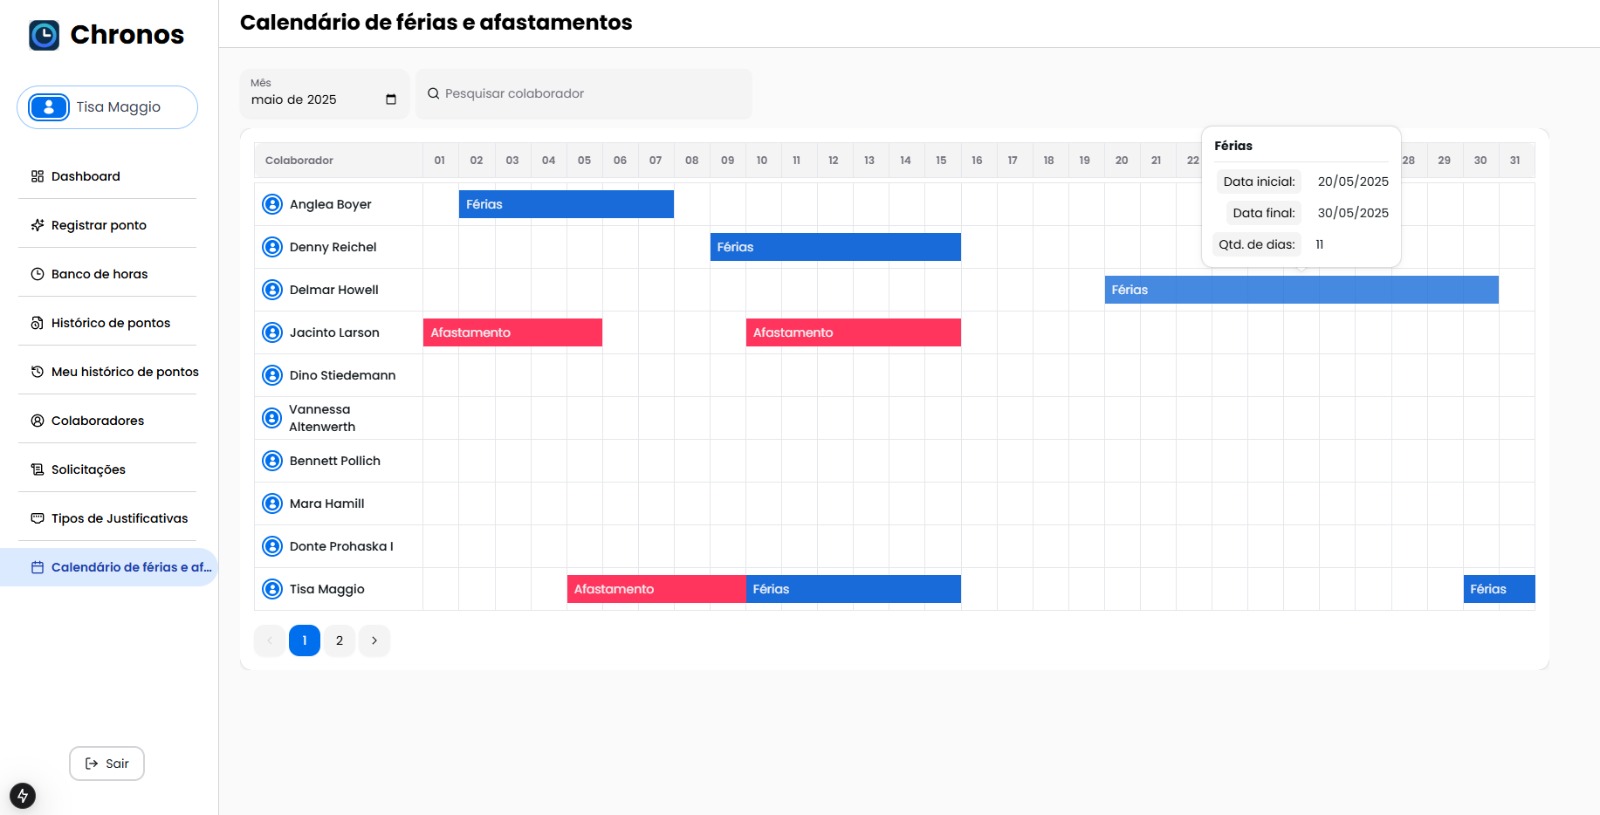 Chronos
Tisa Maggio
Dashboard
Registrar ponto
Banco de horas
Histórico de pontos
Meu histórico de pontos
Colaboradores
Solicitações
Tipos de Justificativas
Calendário de férias e af...
Sair
Calendário de férias e afastamentos
Mês
maio de 2025
Pesquisar colaborador
Colaborador 01 02 03 04 05 06 07 08 09 10 11 12 13 14 15 16 17 18 19 20 21 22 28 29 30 31
Férias
Data inicial: 20/05/2025
Data final: 30/05/2025
Qtd. de dias: 11
Anglea Boyer Férias
Denny Reichel Férias
Delmar Howell Férias
Jacinto Larson Afastamento Afastamento
Dino Stiedemann
Vannessa
Altenwerth
Bennett Pollich
Mara Hamill
Donte Prohaska I
Tisa Maggio Afastamento Férias Férias
1 2